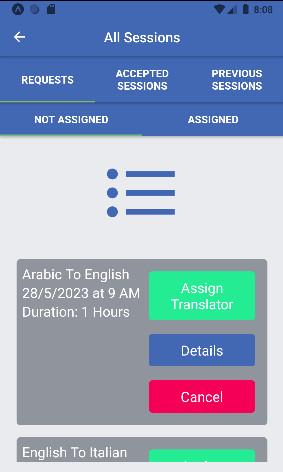 8:08
All Sessions
REQUESTS
ACCEPTED
SESSIONS
PREVIOUS
SESSIONS
NOT ASSIGNED
ASSIGNED
Arabic To English
28/5/2023 at 9 AM
Duration: 1 Hours
Assign
Translator
Details
Cancel
English To Italian